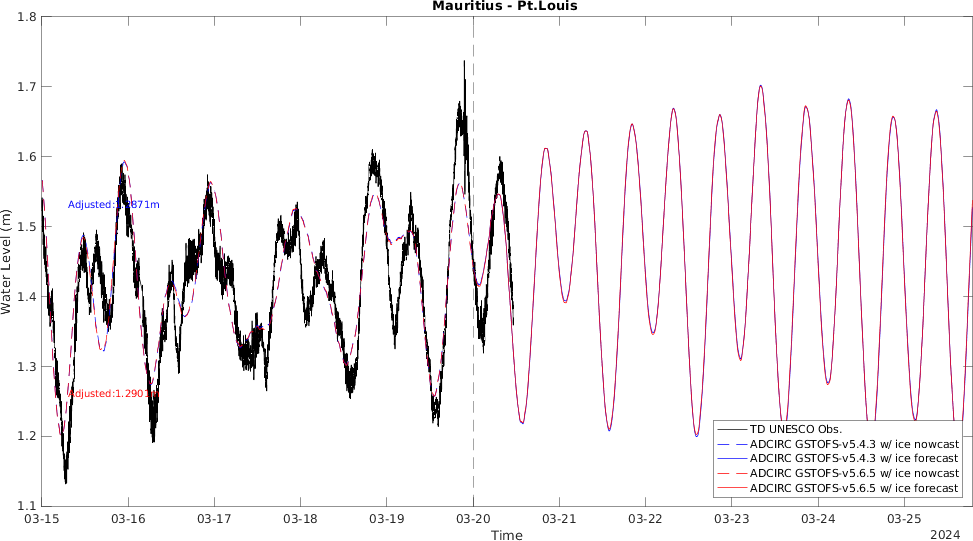 Mauritius - Pt.Louis
1.8
1.7
1.6
1.5
1.4
1.3
1.2
1.1
Water Level (m)
Adjusted:1.2871m
Adjusted:1.2901m
TD UNESCO Obs.
ADCIRC GSTOFS-v5.4.3 w/ ice nowcast
ADCIRC GSTOFS-v5.4.3 w/ ice forecast
ADCIRC GSTOFS-v5.6.5 w/ ice nowcast
ADCIRC GSTOFS-v5.6.5 w/ ice forecast
03-15 03-16 03-17 03-18 03-19 03-20 03-21 03-22 03-23 03-24 03-25
Time
2024